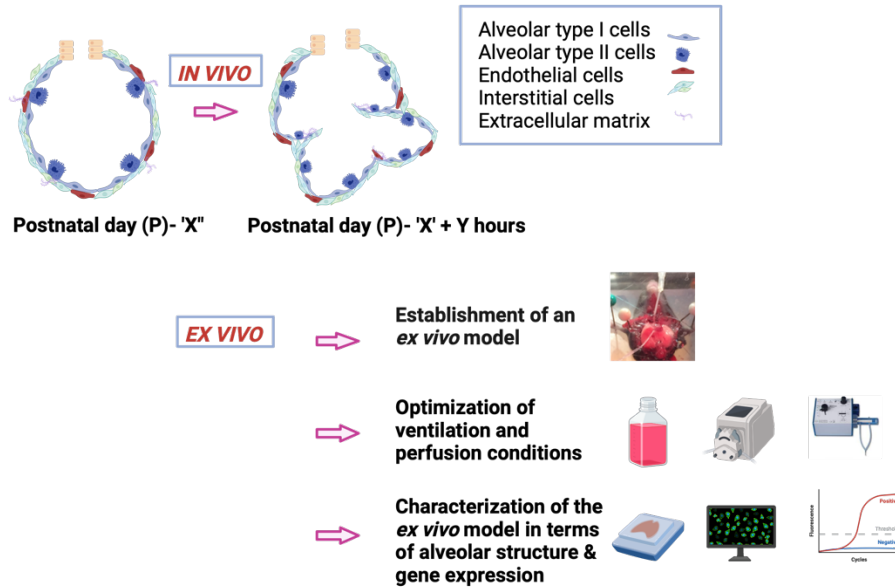 IN VIVO
Alveolar type I cells
Alveolar type II cells
Endothelial cells
Interstitial cells
Extracellular matrix
Postnatal day (P)- 'X"
Postnatal day (P)- 'X' + Y hours
EX VIVO
Establishment of an
ex vivo model
Optimization of
ventilation and
perfusion conditions
Characterization of the
ex vivo model in terms
of alveolar structure &
gene expression
Fluorescence
Cycles